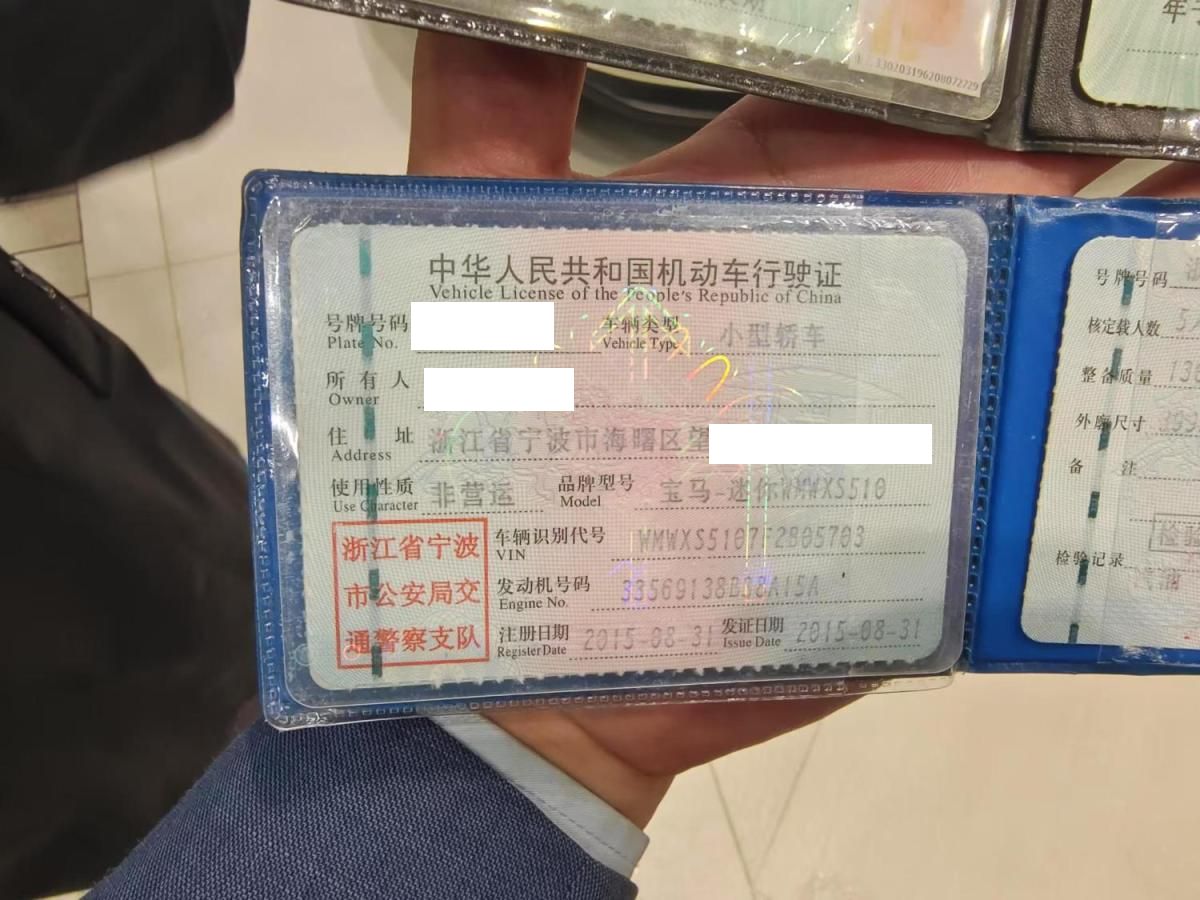 年
330203196208072729
中华人民共和国机动车行驶证
Vehicle License of the People's Republic of China
号牌号码 车辆类型 小型轿车
Plate No. Vehicle Type
所有人
Owner
住址 浙江省宁波市海曙区望
Address
使用性质 非营运 品牌型号 宝马-迷你WMWXS510
Use Character Model
浙江省宁波
市公安局交
通警察支队
车辆识别代号 WMWXS5107F2B05703
VIN
发动机号码
Engine No.
注册日期 2015-08-31 发证日期 2015-08-31
Register Date Issue Date
号牌号码
核定载人数
整备质量
外廓尺寸
备注
检验记录